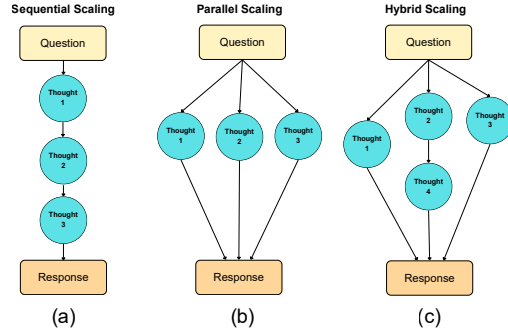 Sequential Scaling
Question
Thought
1
Thought
2
Thought
3
Response
(a)
Parallel Scaling
Question
Thought
1
Thought
2
Thought
3
Response
(b)
Hybrid Scaling
Question
Thought
1
Thought
2
Thought
3
Thought
4
Response
(c)